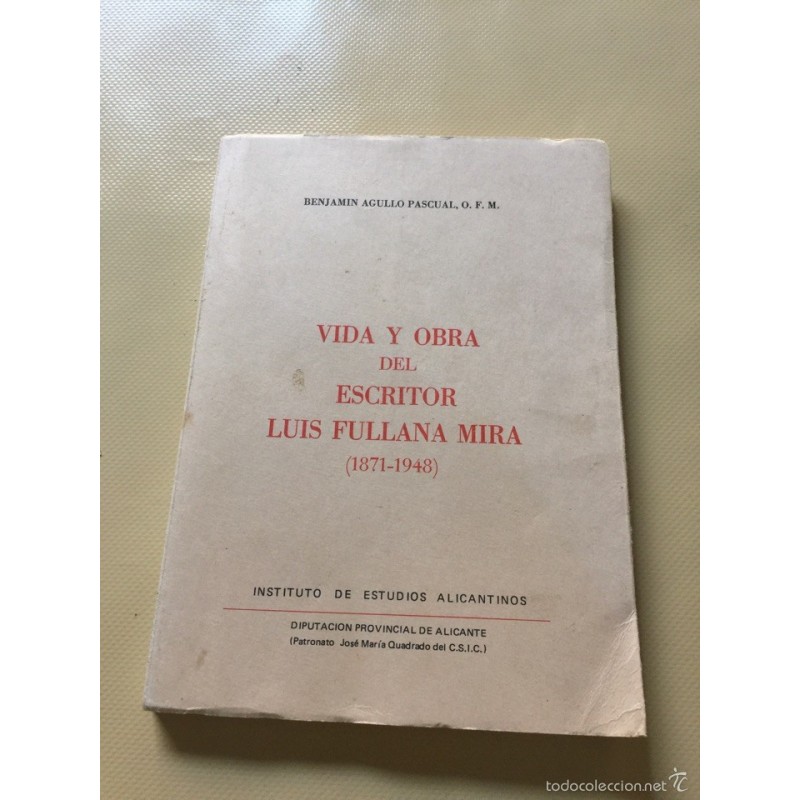 BENJAMIN AGULLO PASCUAL, O. F. M.
VIDA Y OBRA
DEL
ESCRITOR
LUIS FULLANA MIRA
(1871-1948)
INSTITUTO DE ESTUDIOS ALICANTINOS
DIPUTACION PROVINCIAL DE ALICANTE
(Patronato José María Quadrado del C.S.I.C.)
todocoleccion.net tc